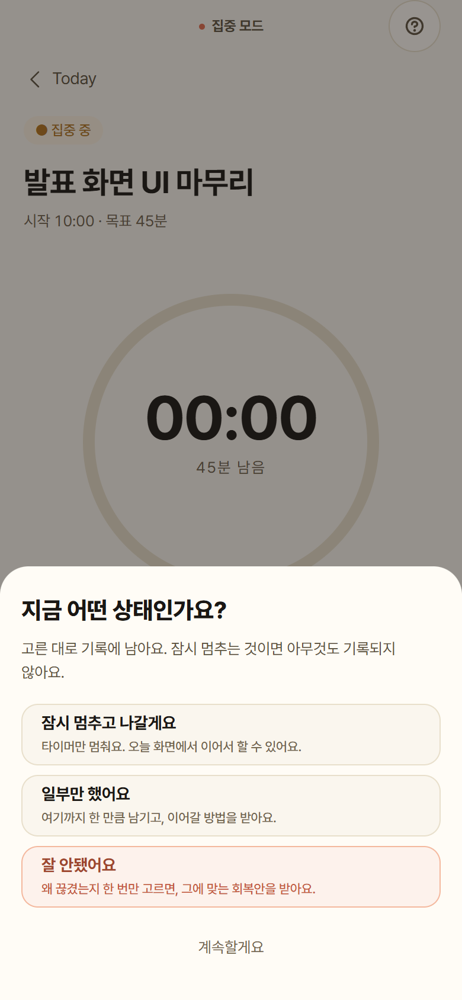 집중 모드
Today
집중 중
발표 화면 UI 마무리
시작 10:00 · 목표 45분
00:00
45분 남음
지금 어떤 상태인가요?
고른 대로 기록에 남아요. 잠시 멈추는 것이면 아무것도 기록되지
않아요.
잠시 멈추고 나갈게요
타이머만 멈춰요. 오늘 화면에서 이어서 할 수 있어요.
일부만 했어요
여기까지 한 만큼 남기고, 이어갈 방법을 받아요.
잘 안됐어요
왜 끊겼는지 한 번만 고르면, 그에 맞는 회복안을 받아요.
계속할게요